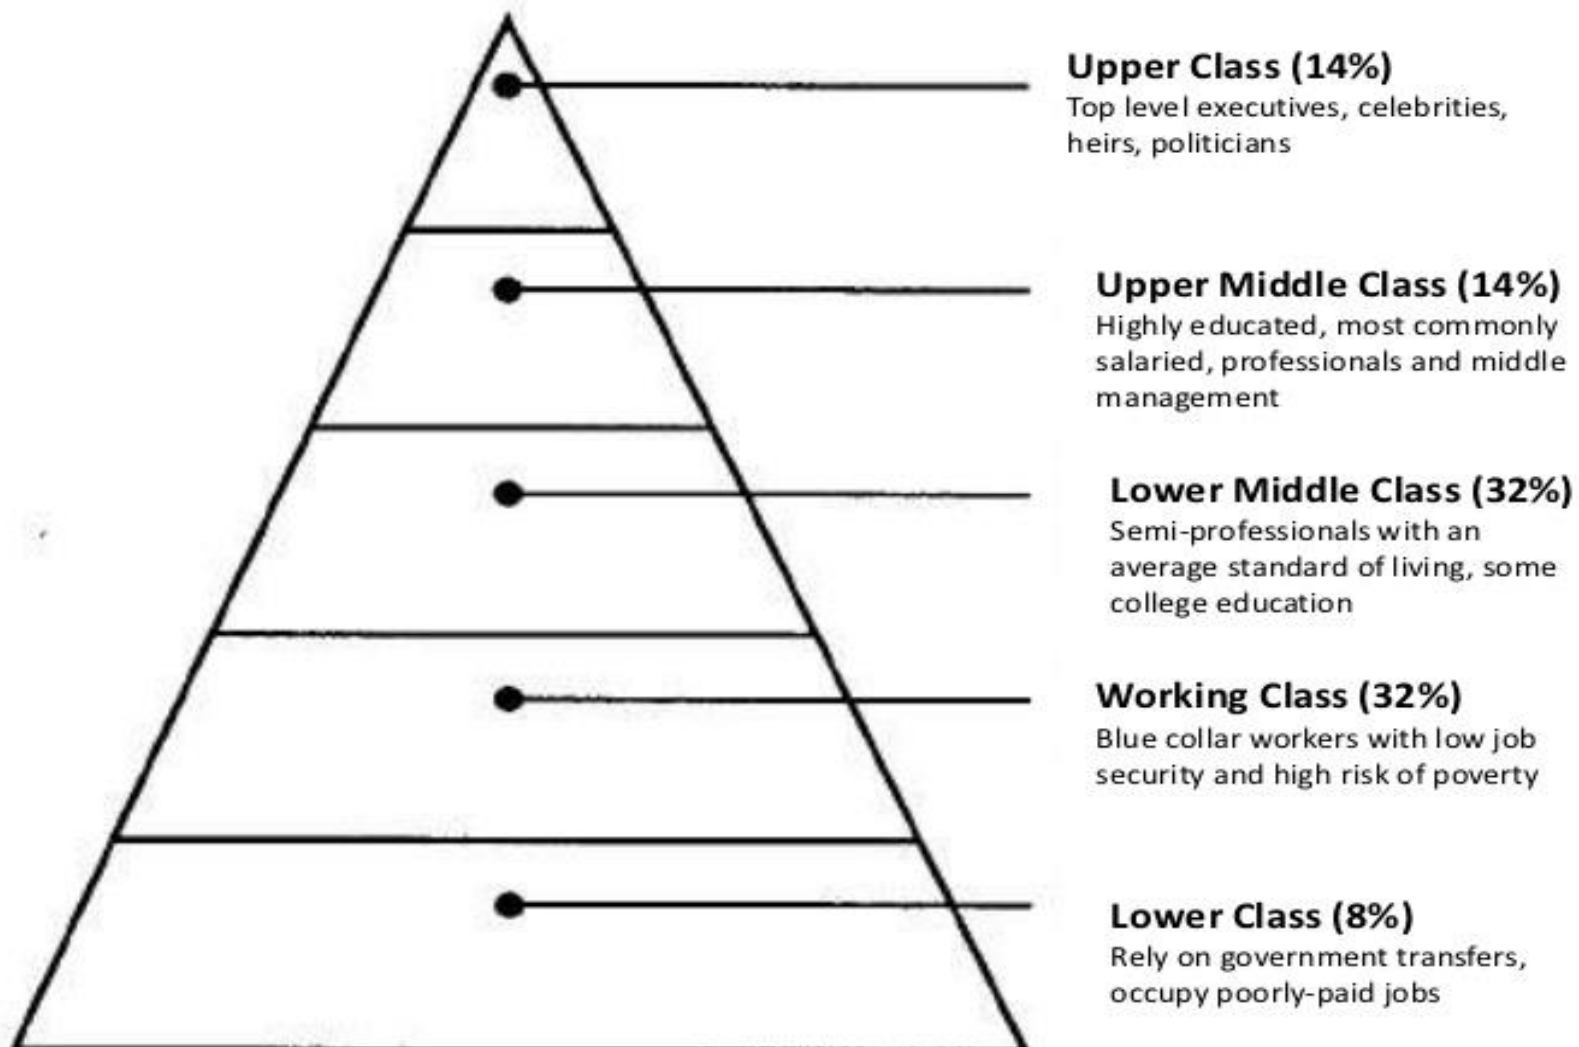 Upper Class (14%)
Top level executives, celebrities,
heirs, politicians
Upper Middle Class (14%)
Highly educated, most commonly
salaried, professionals and middle
management
Lower Middle Class (32%)
Semi-professionals with an
average standard of living, some
college education
Working Class (32%)
Blue collar workers with low job
security and high risk of poverty
Lower Class (8%)
Rely on government transfers,
occupy poorly-paid jobs